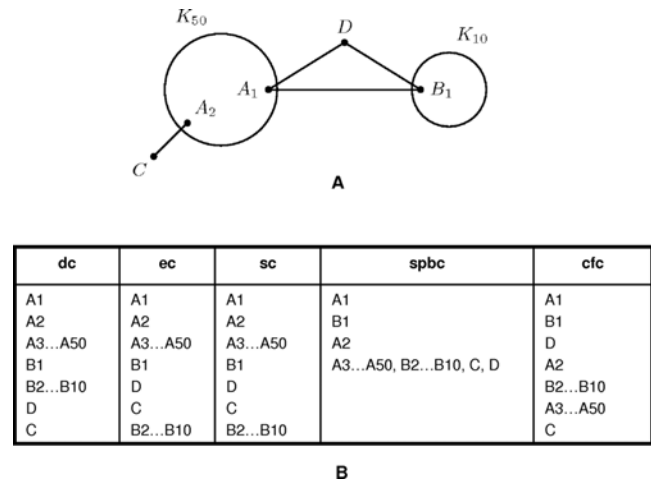 K50
D
K10
A1
B1
A2
C
A
dc ec sc spbc cfc
A1 A1 A1 A1 A1
A2 A2 A2 B1 B1
A3...A50 A3...A50 A3...A50 A2 D
B1 B1 B1 A3...A50, B2...B10, C, D A2
B2...B10 D D B2...B10
D C C A3...A50
C B2...B10 B2...B10 C
B